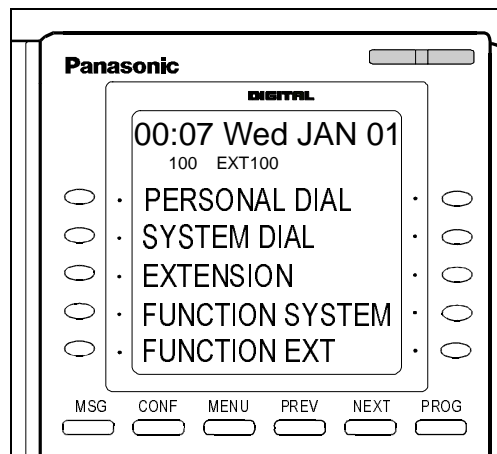 Panasonic
DIGITAL
00:07 Wed JAN 01
100 EXT100
PERSONAL DIAL
SYSTEM DIAL
EXTENSION
FUNCTION SYSTEM
FUNCTION EXT
MSG CONF MENU PREV NEXT PROG